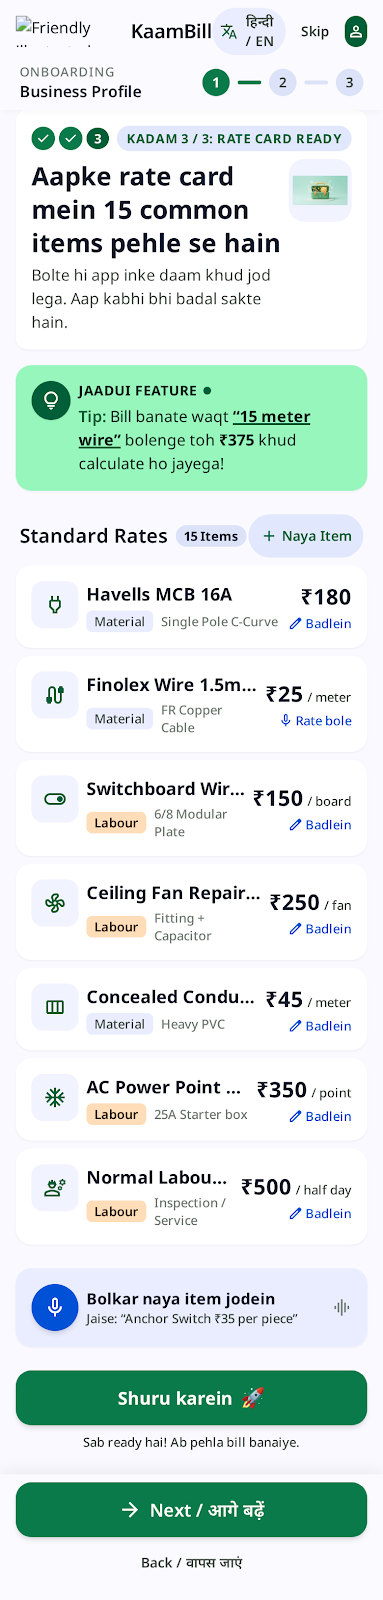 Friendly
KaamBill
हिन्दी
/ EN
Skip
ONBOARDING
Business Profile
1
2
3
3
KADAM 3 / 3: RATE CARD READY
Aapke rate card
mein 15 common
items pehle se hain
Bolte hi app inke daam khud jod
lega. Aap kabhi bhi badal sakte
hain.
JAADUI FEATURE
Tip: Bill banate waqt “15 meter
wire” bolenge toh ₹375 khud
calculate ho jayega!
Standard Rates
15 Items
+ Naya Item
Havells MCB 16A
₹180
Material
Single Pole C-Curve
Badlein
Finolex Wire 1.5m...
₹25 / meter
Material
FR Copper
Cable
Rate bole
Switchboard Wir...
₹150 / board
Labour
6/8 Modular
Plate
Badlein
Ceiling Fan Repair...
₹250 / fan
Labour
Fitting +
Capacitor
Badlein
Concealed Condu...
₹45 / meter
Material
Heavy PVC
Badlein
AC Power Point ...
₹350 / point
Labour
25A Starter box
Badlein
Normal Labou...
₹500 / half day
Labour
Inspection /
Service
Badlein
Bolkar naya item jodein
Jaise: “Anchor Switch ₹35 per piece”
Shuru karein 🚀
Sab ready hai! Ab pehla bill banaiye.
→ Next / आगे बढ़ें
Back / वापस जाएं